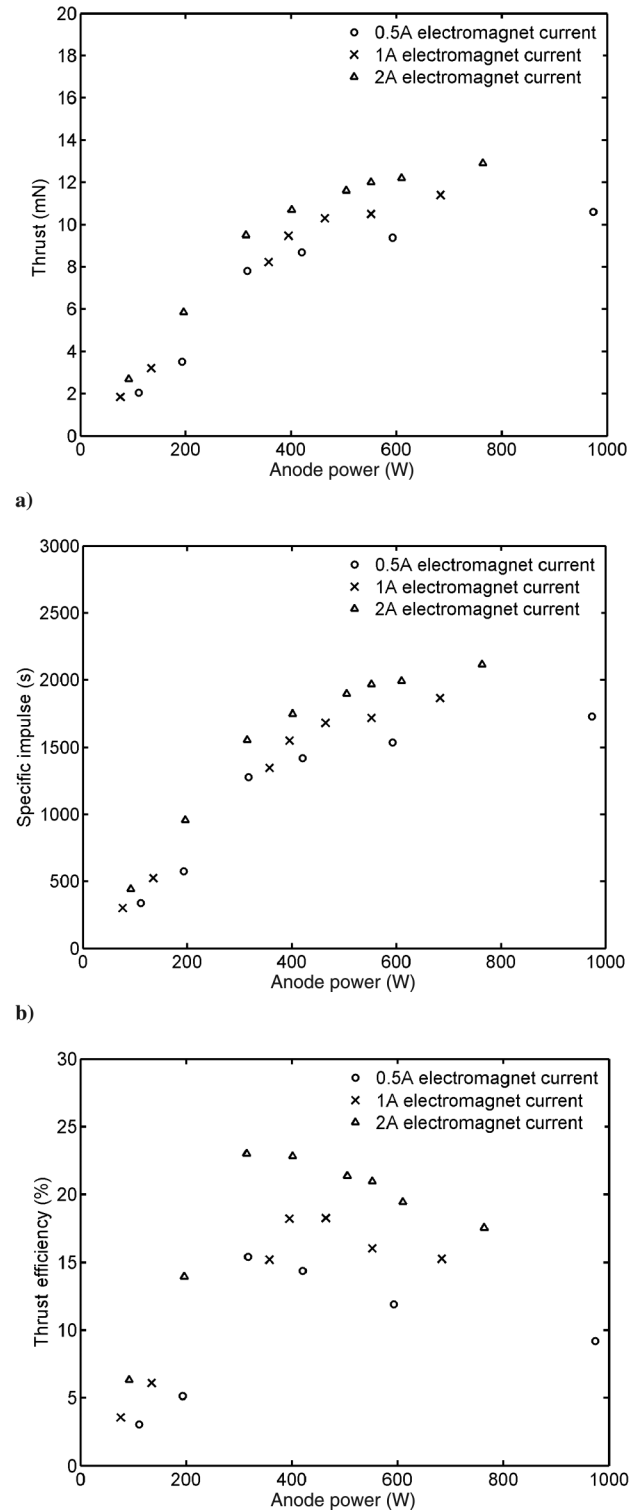 20
18
16
14
12
10
8
6
4
2
0
Thrust (mN)
0.5A electromagnet current
1A electromagnet current
2A electromagnet current
0 200 400 600 800 1000
Anode power (W)
a)
3000
2500
2000
1500
1000
500
0
Specific impulse (s)
0.5A electromagnet current
1A electromagnet current
2A electromagnet current
0 200 400 600 800 1000
Anode power (W)
b)
30
25
20
15
10
5
0
Thrust efficiency (%)
0.5A electromagnet current
1A electromagnet current
2A electromagnet current
0 200 400 600 800 1000
Anode power (W)